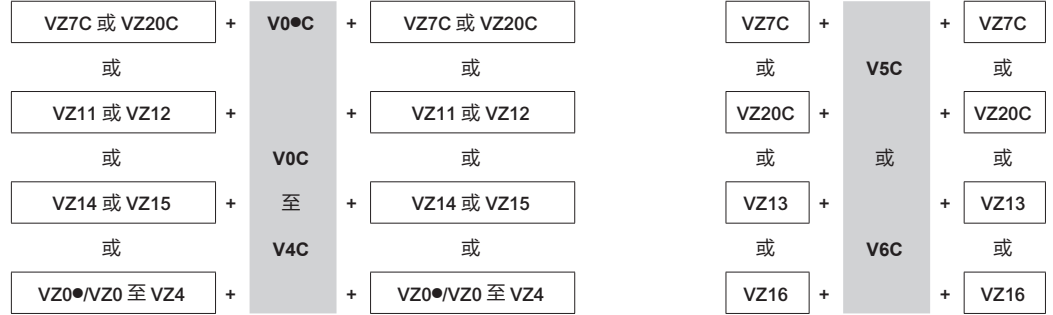 VZ7C 或 VZ20C + V0●C + VZ7C 或 VZ20C VZ7C + + VZ7C
或 或 或 V5C 或
VZ11 或 VZ12 + + VZ11 或 VZ12 VZ20C + + VZ20C
或 V0C 或 或 或 或
VZ14 或 VZ15 + 至 + VZ14 或 VZ15 VZ13 + + VZ13
或 V4C 或 或 V6C 或
VZ0●/VZ0 至 VZ4 + + VZ0●/VZ0 至 VZ4 VZ16 + + VZ16